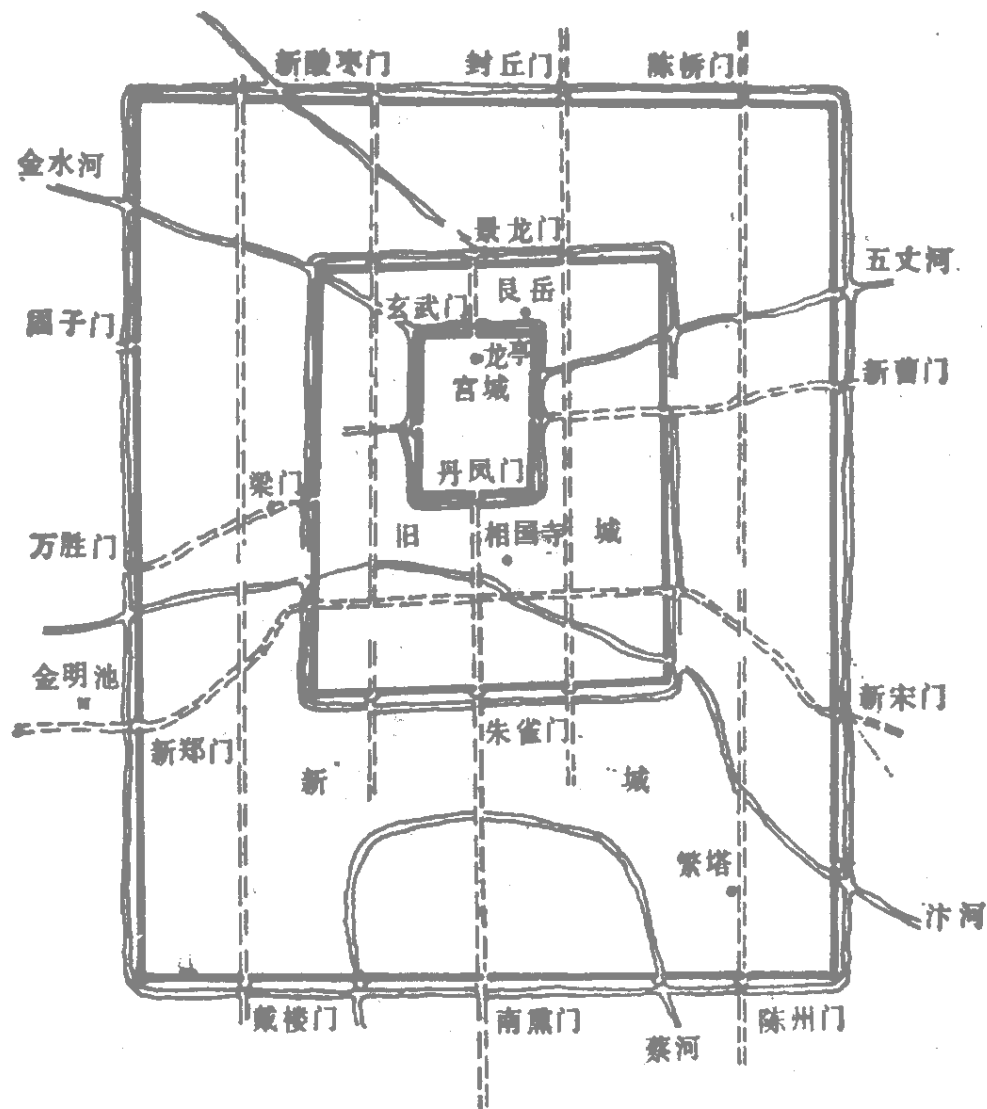 新酸枣门
封丘门
陈桥门
金水河
景龙门
五丈河
艮岳
玄武门
固子门
龙亭
新曹门
宫城
丹凤门
梁门
旧
相国寺
城
万胜门
金明池
新宋门
朱雀门
新郑门
新
城
繁塔
汴河
戴楼门
南熏门
陈州门
蔡河